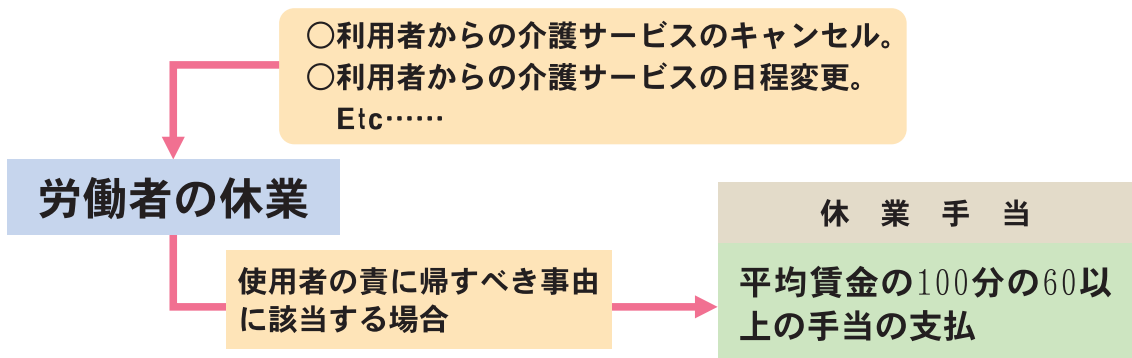 ○利用者からの介護サービスのキャンセル。
○利用者からの介護サービスの日程変更。
Etc……
労働者の休業
使用者の責に帰すべき事由
に該当する場合
休業手当
平均賃金の100分の60以
上の手当の支払